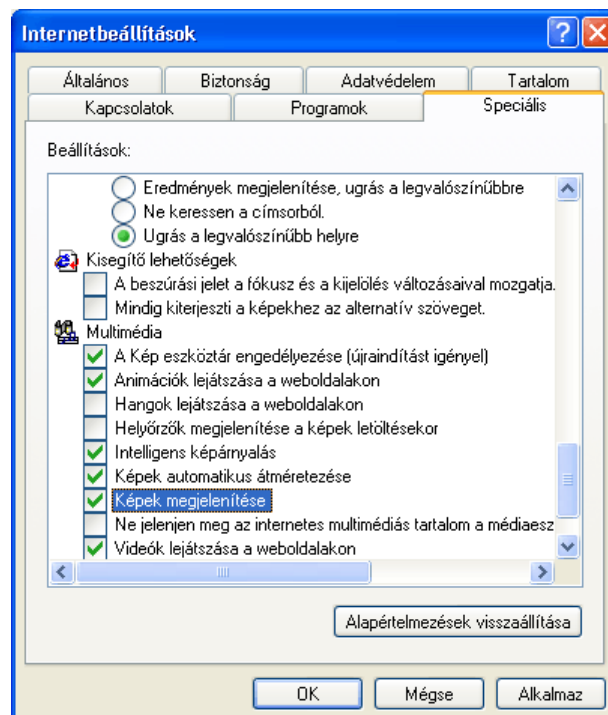 Internetbeállítások
Általános Biztonság Adatvédelem Tartalom
Kapcsolatok Programok Speciális
Beállítások:
Eredmények megjelenítése, ugrás a legvalószínűbbre
Ne keressen a címsorból.
Ugrás a legvalószínűbb helyre
Kisegítő lehetőségek
A beszúrási jelet a fókusz és a kijelölés változásaival mozgatja.
Mindig kiterjeszti a képekhez az alternatív szöveget.
Multimédia
A Kép eszköztár engedélyezése (újraindítást igényel)
Animációk lejátszása a weboldalakon
Hangok lejátszása a weboldalakon
Helyőrzők megjelenítése a képek letöltésekor
Intelligens képárnyalás
Képek automatikus átméretezése
Képek megjelenítése
Ne jelenjen meg az internetes multimédiás tartalom a médiaesz
Videók lejátszása a weboldalakon
Alapértelmezések visszaállítása
OK Mégse Alkalmaz